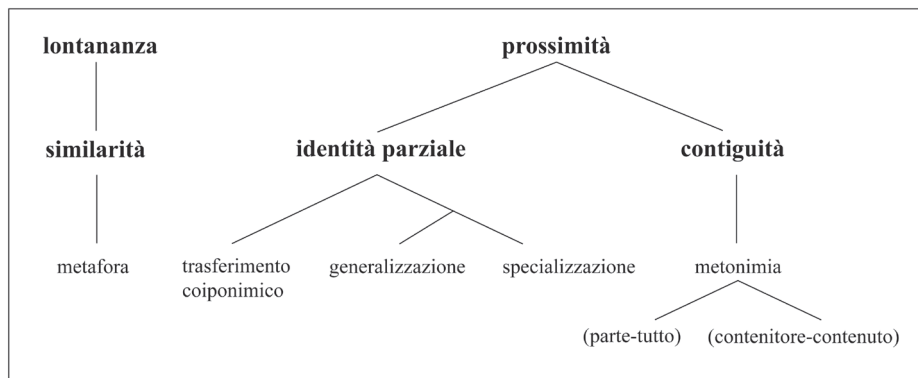 lontananza prossimità
similarità identità parziale contiguità
metafora trasferimento generalizzazione specializzazione metonimia
coiponimico
(parte-tutto) (contenitore-contenuto)